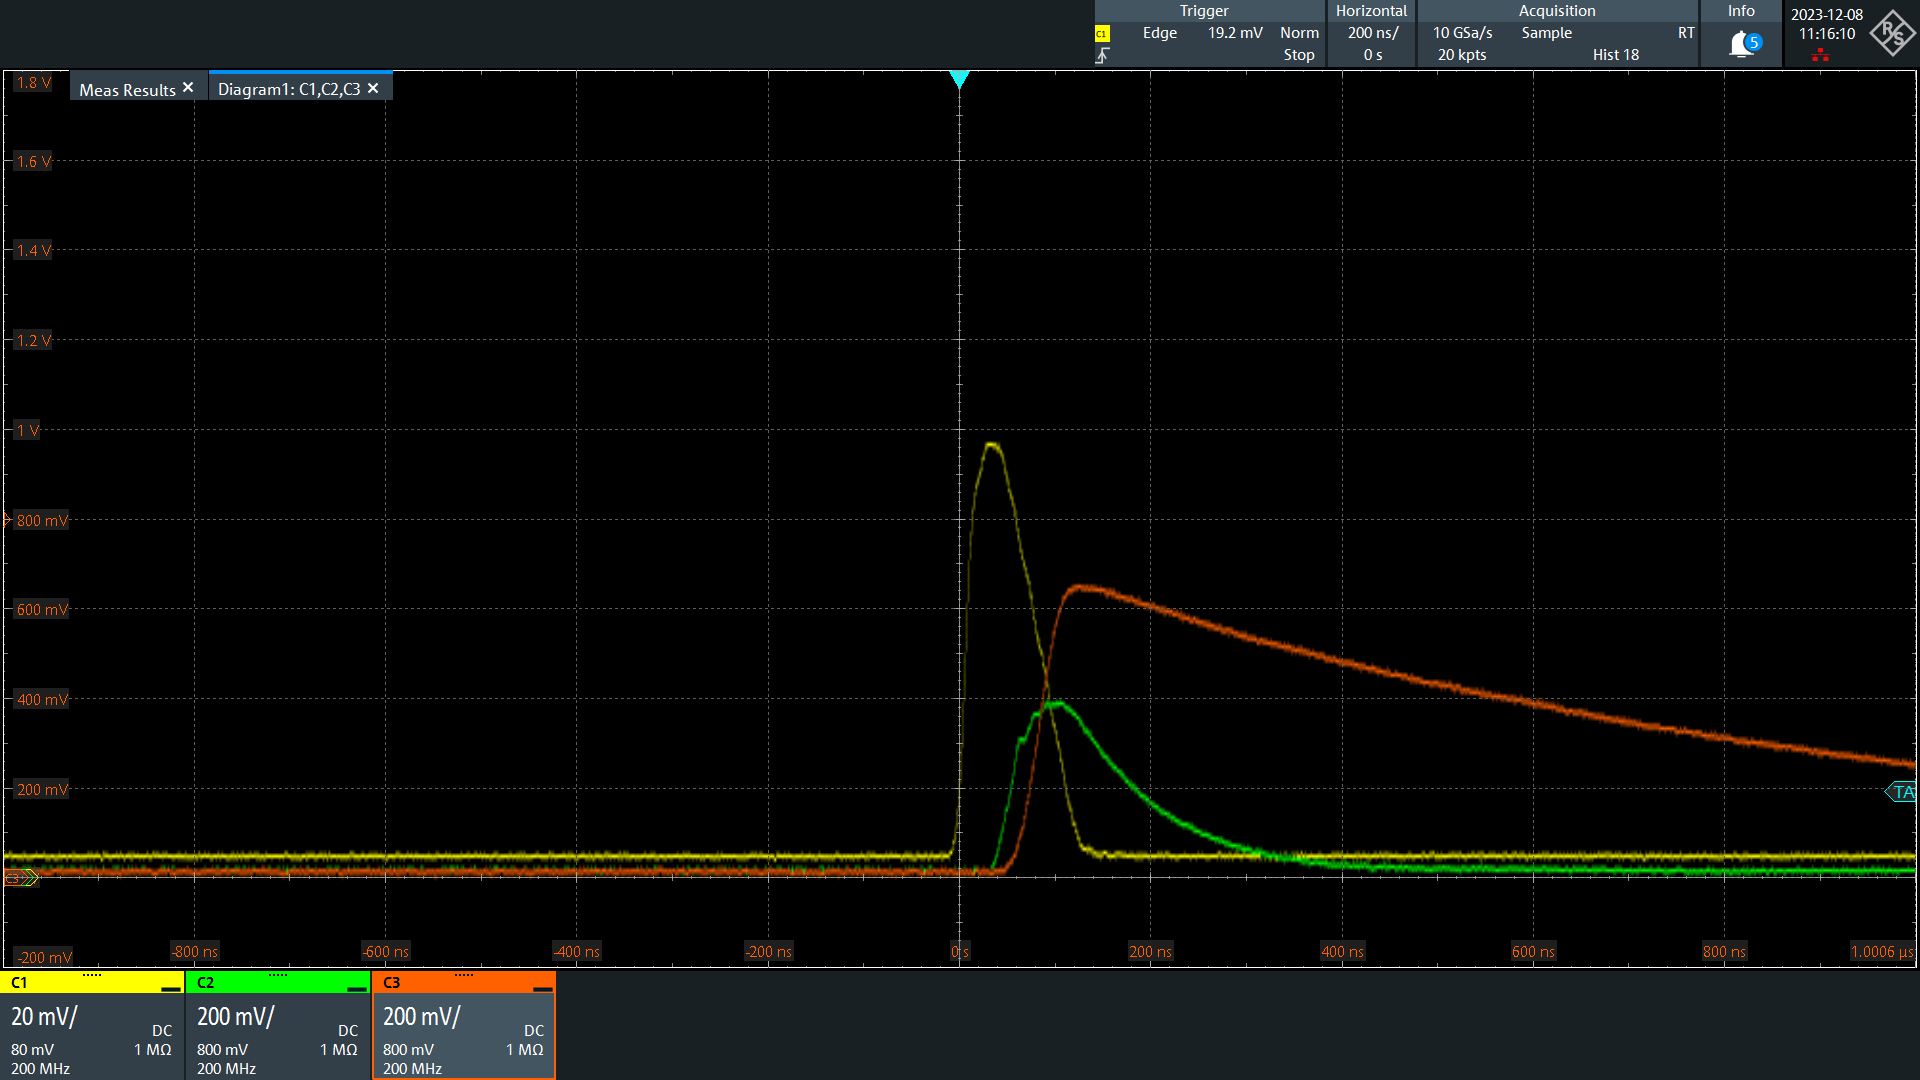 Trigger
C1 Edge 19.2 mV Norm
Stop
Horizontal
200 ns/
0 s
Acquisition
10 GSa/s Sample RT
20 kpts Hist 18
Info
5
2023-12-08
11:16:10
R S
Meas Results ✕
Diagram1: C1,C2,C3 ✕
1.8 V
1.6 V
1.4 V
1.2 V
1 V
800 mV
600 mV
400 mV
200 mV
TA
C3
-200 mV
-800 ns
-600 ns
-400 ns
-200 ns
0 s
200 ns
400 ns
600 ns
800 ns
1.0006 µs
C1
20 mV/
DC
80 mV 1 MΩ
200 MHz
C2
200 mV/
DC
800 mV 1 MΩ
200 MHz
C3
200 mV/
DC
800 mV 1 MΩ
200 MHz